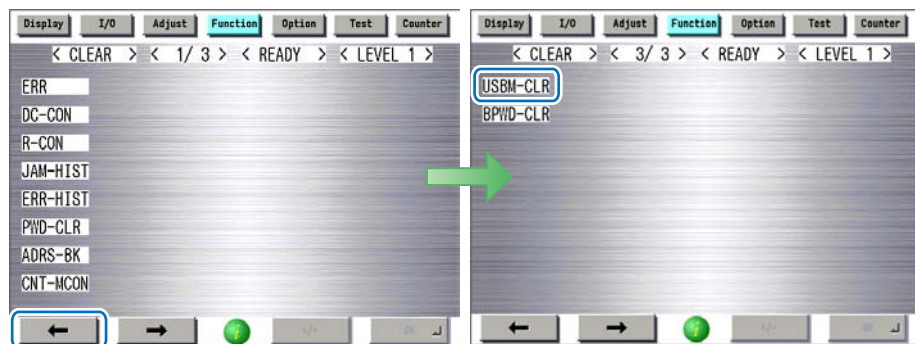 Display I/O Adjust Function Option Test Counter
< CLEAR > < 1/ 3 > < READY > < LEVEL 1 >
ERR
DC-CON
R-CON
JAM-HIST
ERR-HIST
PWD-CLR
ADRS-BK
CNT-MCON
+/-
OK
Display I/O Adjust Function Option Test Counter
< CLEAR > < 3/ 3 > < READY > < LEVEL 1 >
USBM-CLR
BPWD-CLR
+/-
OK